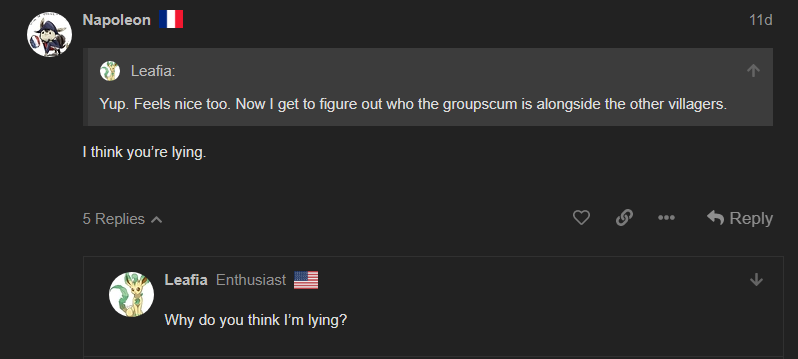 Napoleon
11d
Leafia:
Yup. Feels nice too. Now I get to figure out who the groupscum is alongside the other villagers.
I think you’re lying.
5 Replies
Reply
Leafia Enthusiast
Why do you think I’m lying?